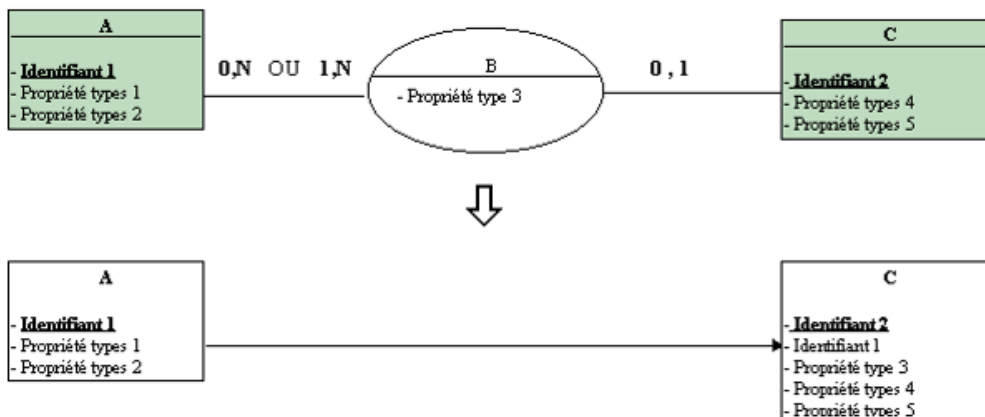 A
- Identifiant 1
- Propriété types 1
- Propriété types 2
0,N OU 1,N
B
- Propriété type 3
0,1
C
- Identifiant 2
- Propriété types 4
- Propriété types 5
A
- Identifiant 1
- Propriété types 1
- Propriété types 2
C
- Identifiant 2
- Identifiant 1
- Propriété type 3
- Propriété types 4
- Propriété types 5